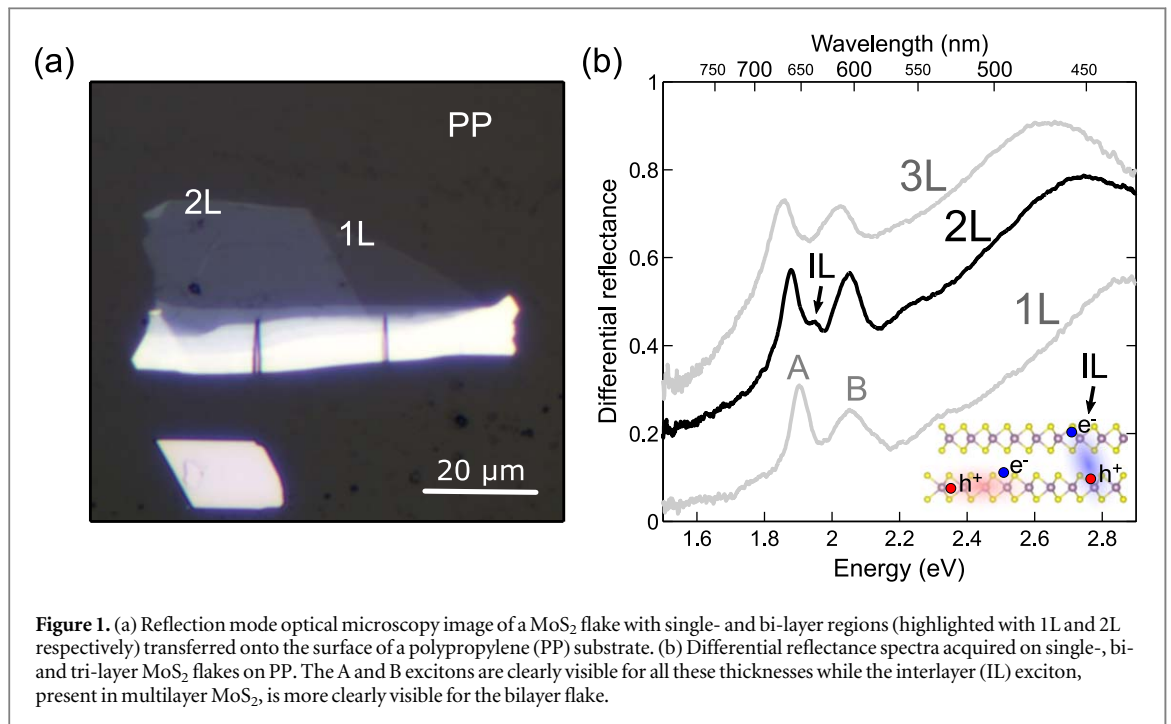 (a)
PP
2L
1L
20 μm
(b)
Wavelength (nm)
750 700 650 600 550 500 450
Differential reflectance
1
0.8
0.6
0.4
0.2
0
3L
2L
IL
1L
A
B
IL
e⁻
e⁻
h⁺
h⁺
1.6 1.8 2 2.2 2.4 2.6 2.8
Energy (eV)
Figure 1. (a) Reflection mode optical microscopy image of a MoS₂ flake with single- and bi-layer regions (highlighted with 1L and 2L
respectively) transferred onto the surface of a polypropylene (PP) substrate. (b) Differential reflectance spectra acquired on single-, bi-
and tri-layer MoS₂ flakes on PP. The A and B excitons are clearly visible for all these thicknesses while the interlayer (IL) exciton,
present in multilayer MoS₂, is more clearly visible for the bilayer flake.